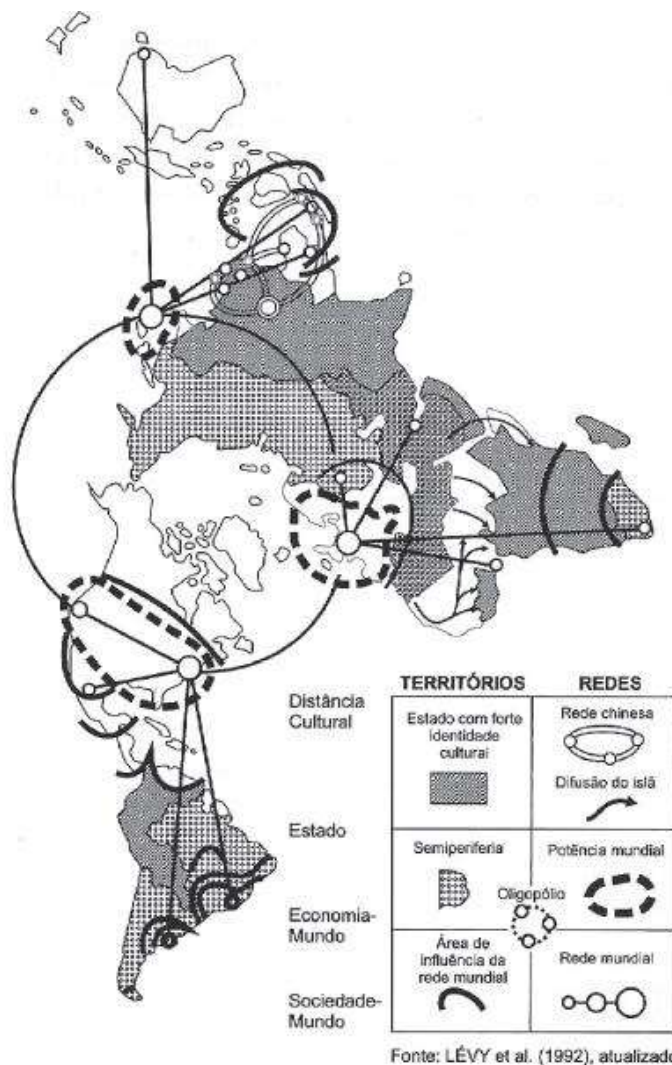 TERRITÓRIOS
REDES
Distância
Cultural
Estado com forte
identidade
cultural
Rede chinesa
Difusão do islã
Estado
Semiperiferia
Potência mundial
Oligopólio
Economia-
Mundo
Área de
influência da
rede mundial
Rede mundial
Sociedade-
Mundo
Fonte: LÉVY et al. (1992), atualizado